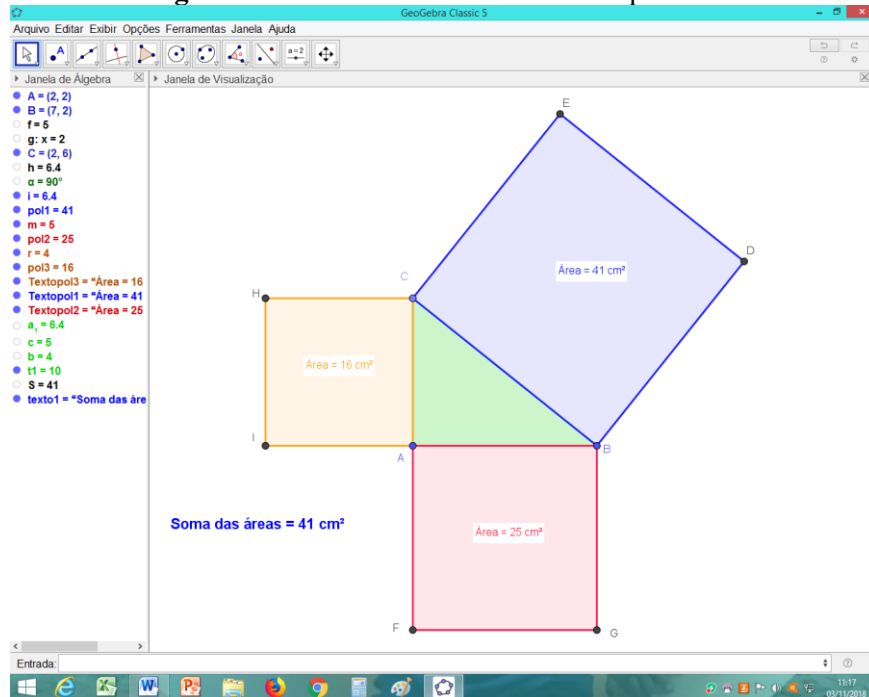 GeoGebra Classic 5
Arquivo Editar Exibir Opções Ferramentas Janela Ajuda
A
a=2
Janela de Álgebra
Janela de Visualização
A = (2, 2)
B = (7, 2)
f = 5
g: x = 2
C = (2, 6)
h = 6.4
α = 90°
i = 6.4
pol1 = 41
m = 5
pol2 = 25
r = 4
pol3 = 16
Textopol3 = "Área = 16
Textopol1 = "Área = 41
Textopol2 = "Área = 25
a₁ = 6.4
c = 5
b = 4
t1 = 10
S = 41
texto1 = "Soma das áre
E
D
Área = 41 cm²
C
H
Área = 16 cm²
I
A
B
Soma das áreas = 41 cm²
Área = 25 cm²
F
G
Entrada:
11:17
03/11/2018